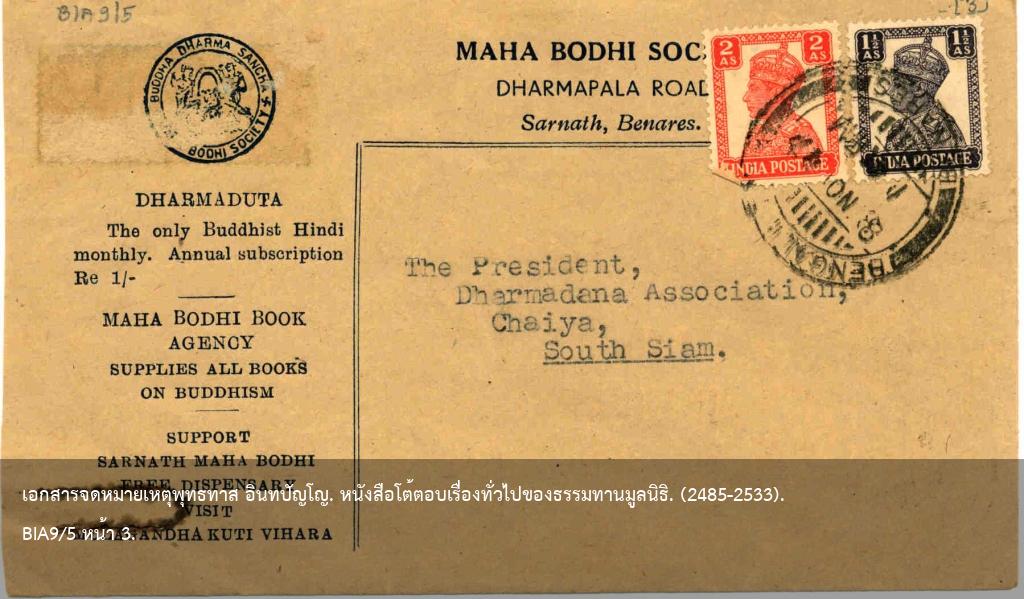 BIA9/5
BUDDHA DHARMA SANGHA
BODHI SOCIETY
MAHA BODHI SOC
DHARMAPALA ROAD
Sarnath, Benares.
2 AS 2 AS
INDIA POSTAGE
1½ AS 1½ AS
INDIA POSTAGE
BENGAL
DHARMADUTA
The only Buddhist Hindi
monthly. Annual subscription
Re 1/-
MAHA BODHI BOOK
AGENCY
SUPPLIES ALL BOOKS
ON BUDDHISM
SUPPORT
SARNATH MAHA BODHI
FREE DISPENSARY
VISIT
GANDHA KUTI VIHARA
The President,
Dharmadana Association,
Chaiya,
South Siam.
เอกสารจดหมายเหตุพุทธทาส อินทปัญโญ. หนังสือโต้ตอบเรื่องทั่วไปของธรรมทานมูลนิธิ. (2485-2533).
BIA9/5 หน้า 3.